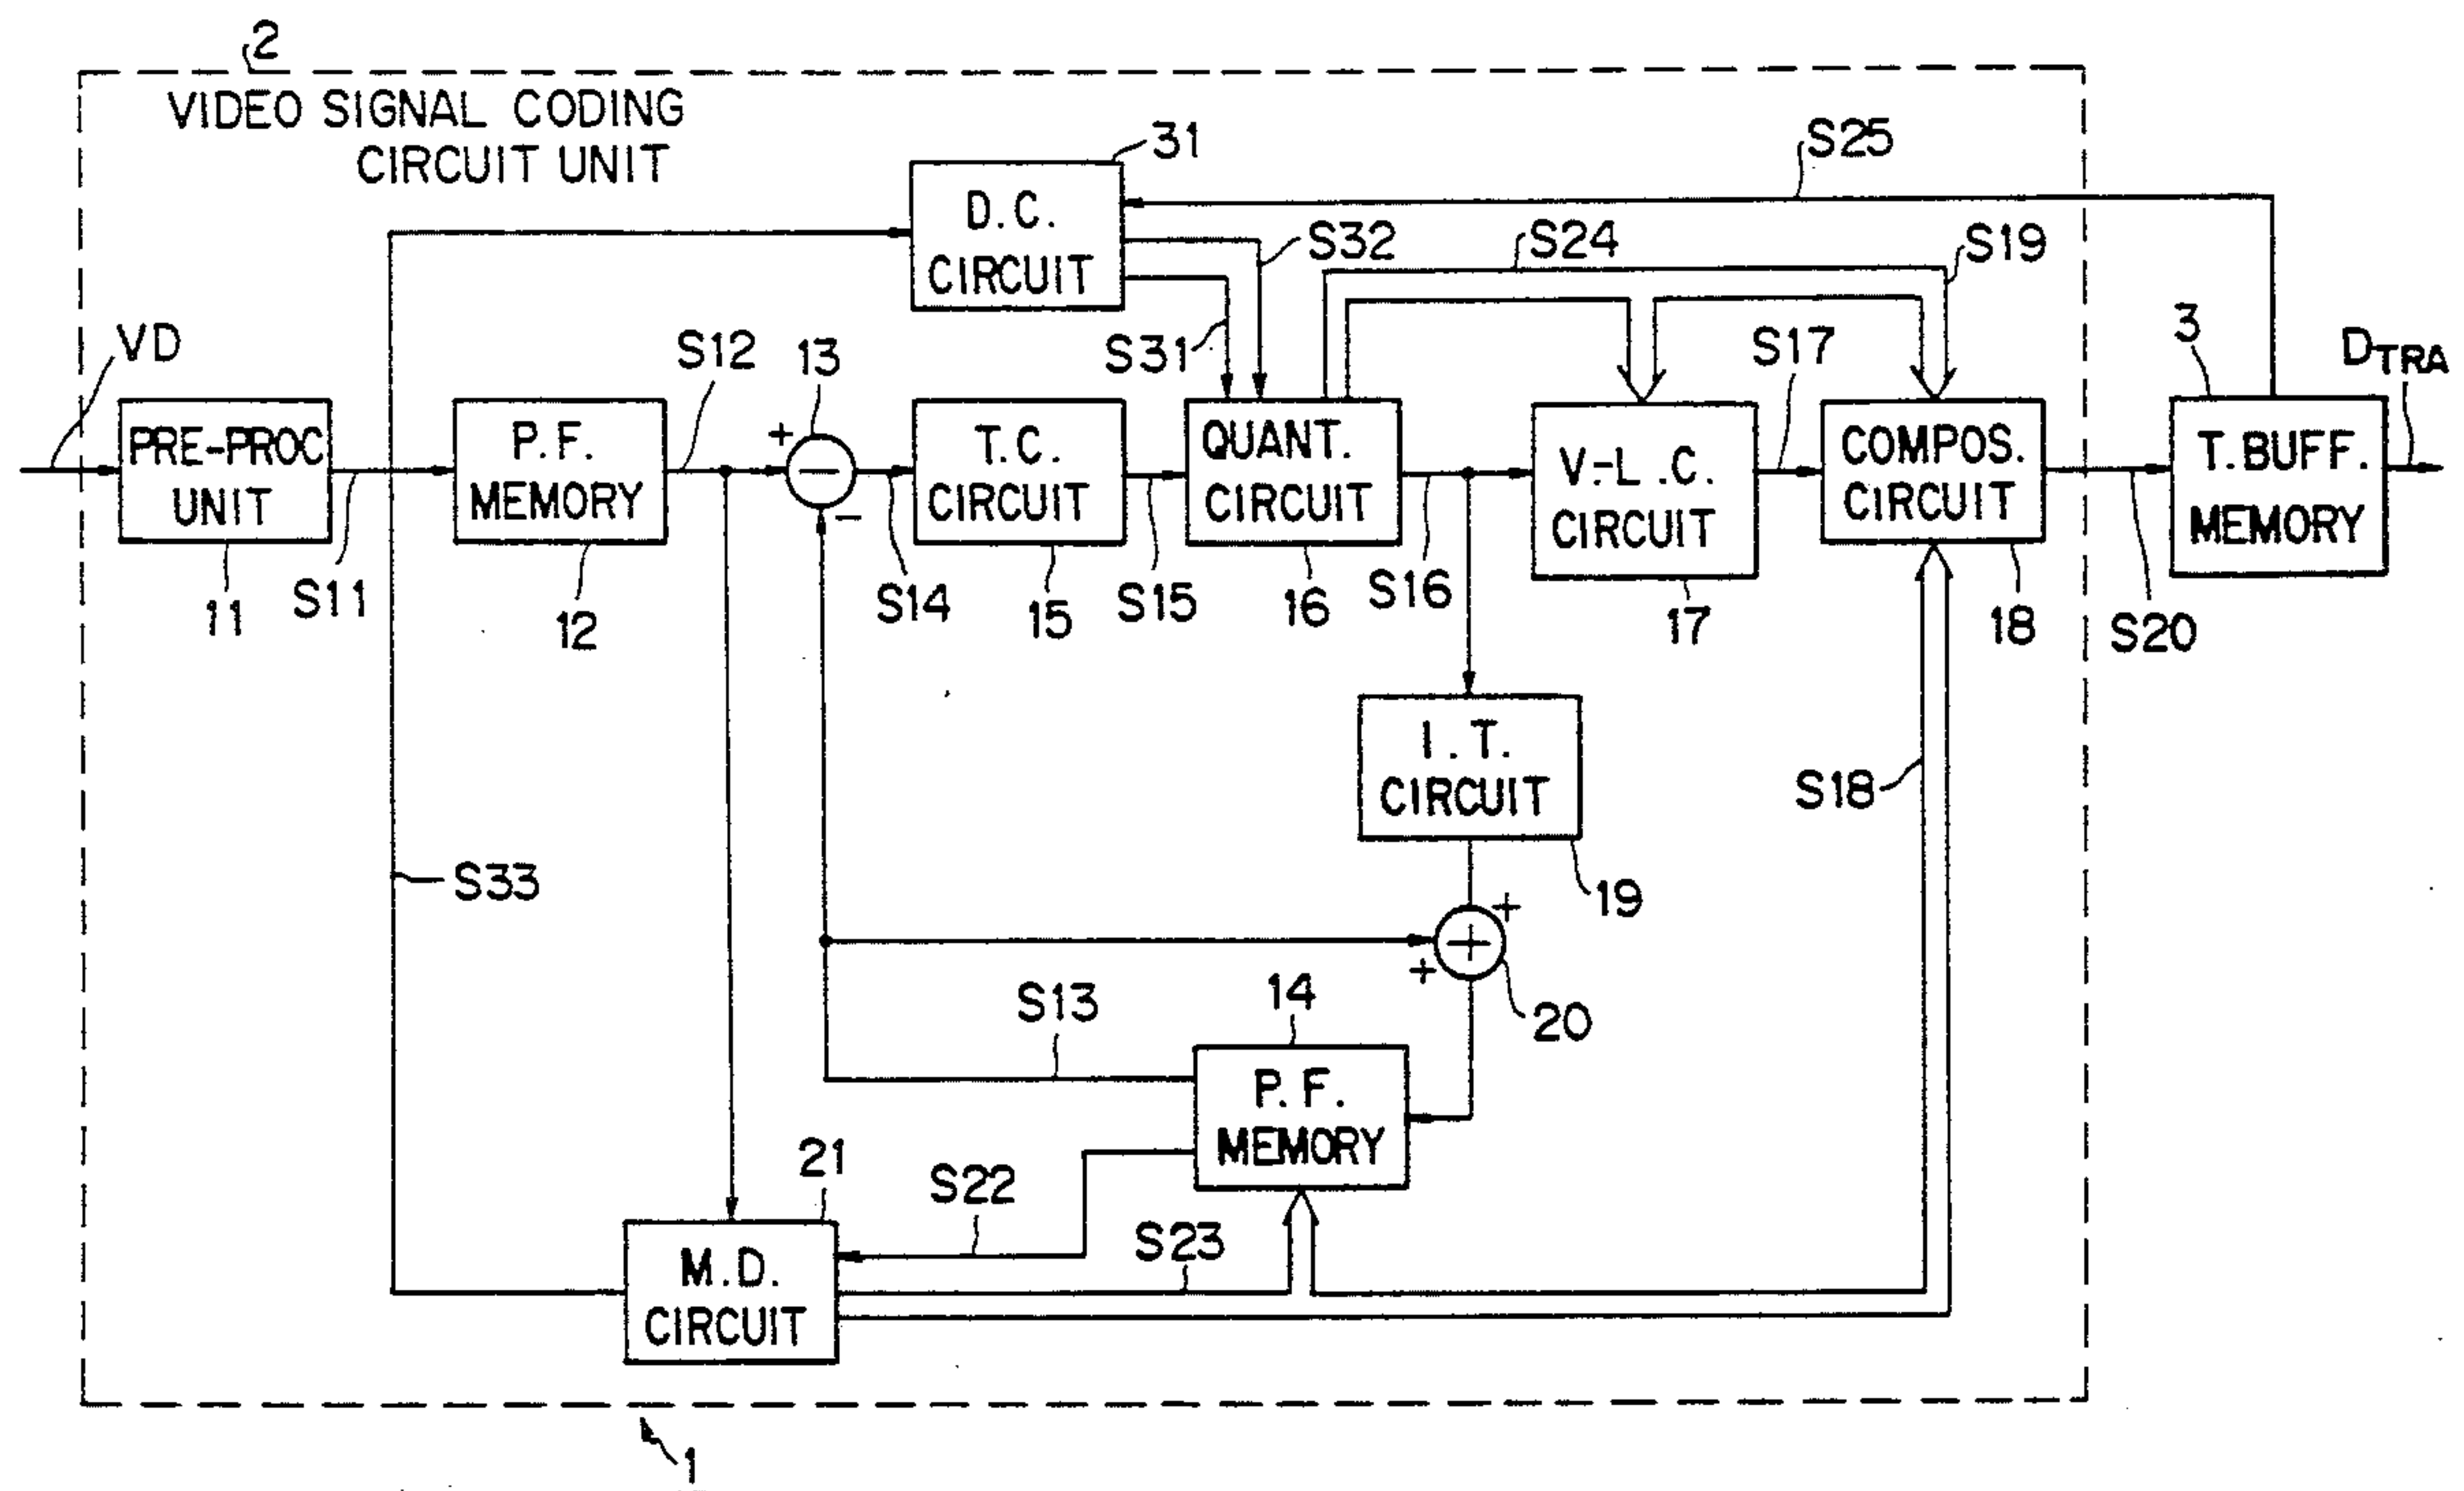 2
VIDEO SIGNAL CODING
CIRCUIT UNIT
31
D.C.
CIRCUIT
S25
S32
S24
S19
S31
VD
S12
13
S17
3
DTRA
PRE-PROC
UNIT
11
S11
P.F.
MEMORY
12
+
−
−
S14
T.C.
CIRCUIT
15
S15
QUANT.
CIRCUIT
16
S16
V.-L.C.
CIRCUIT
17
COMPOS.
CIRCUIT
18
S20
T.BUFF.
MEMORY
I.T.
CIRCUIT
19
S18
S33
+
+
+
20
S13
14
P.F.
MEMORY
21
S22
S23
M.D.
CIRCUIT
1